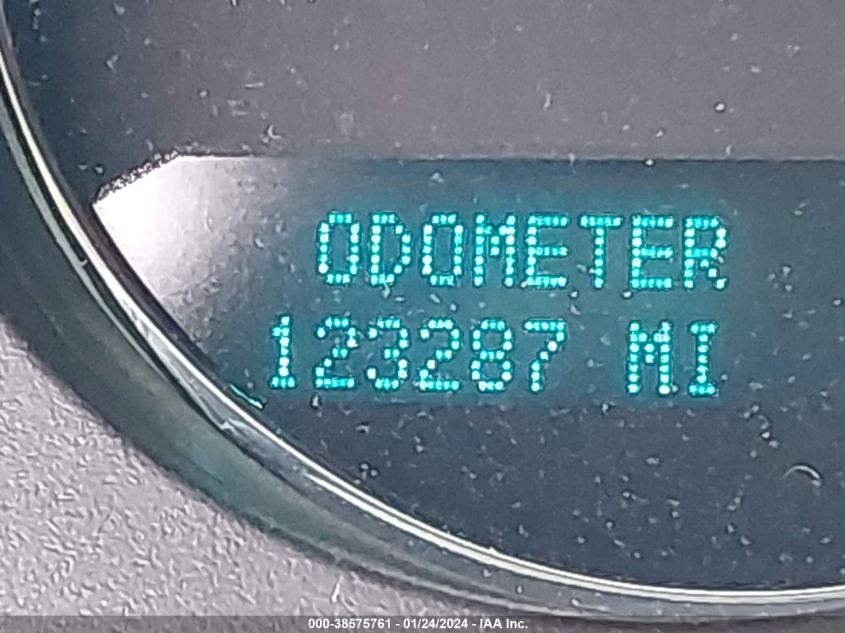 ODOMETER
123287 MI
000-38575761 - 01/24/2024 - IAA Inc.